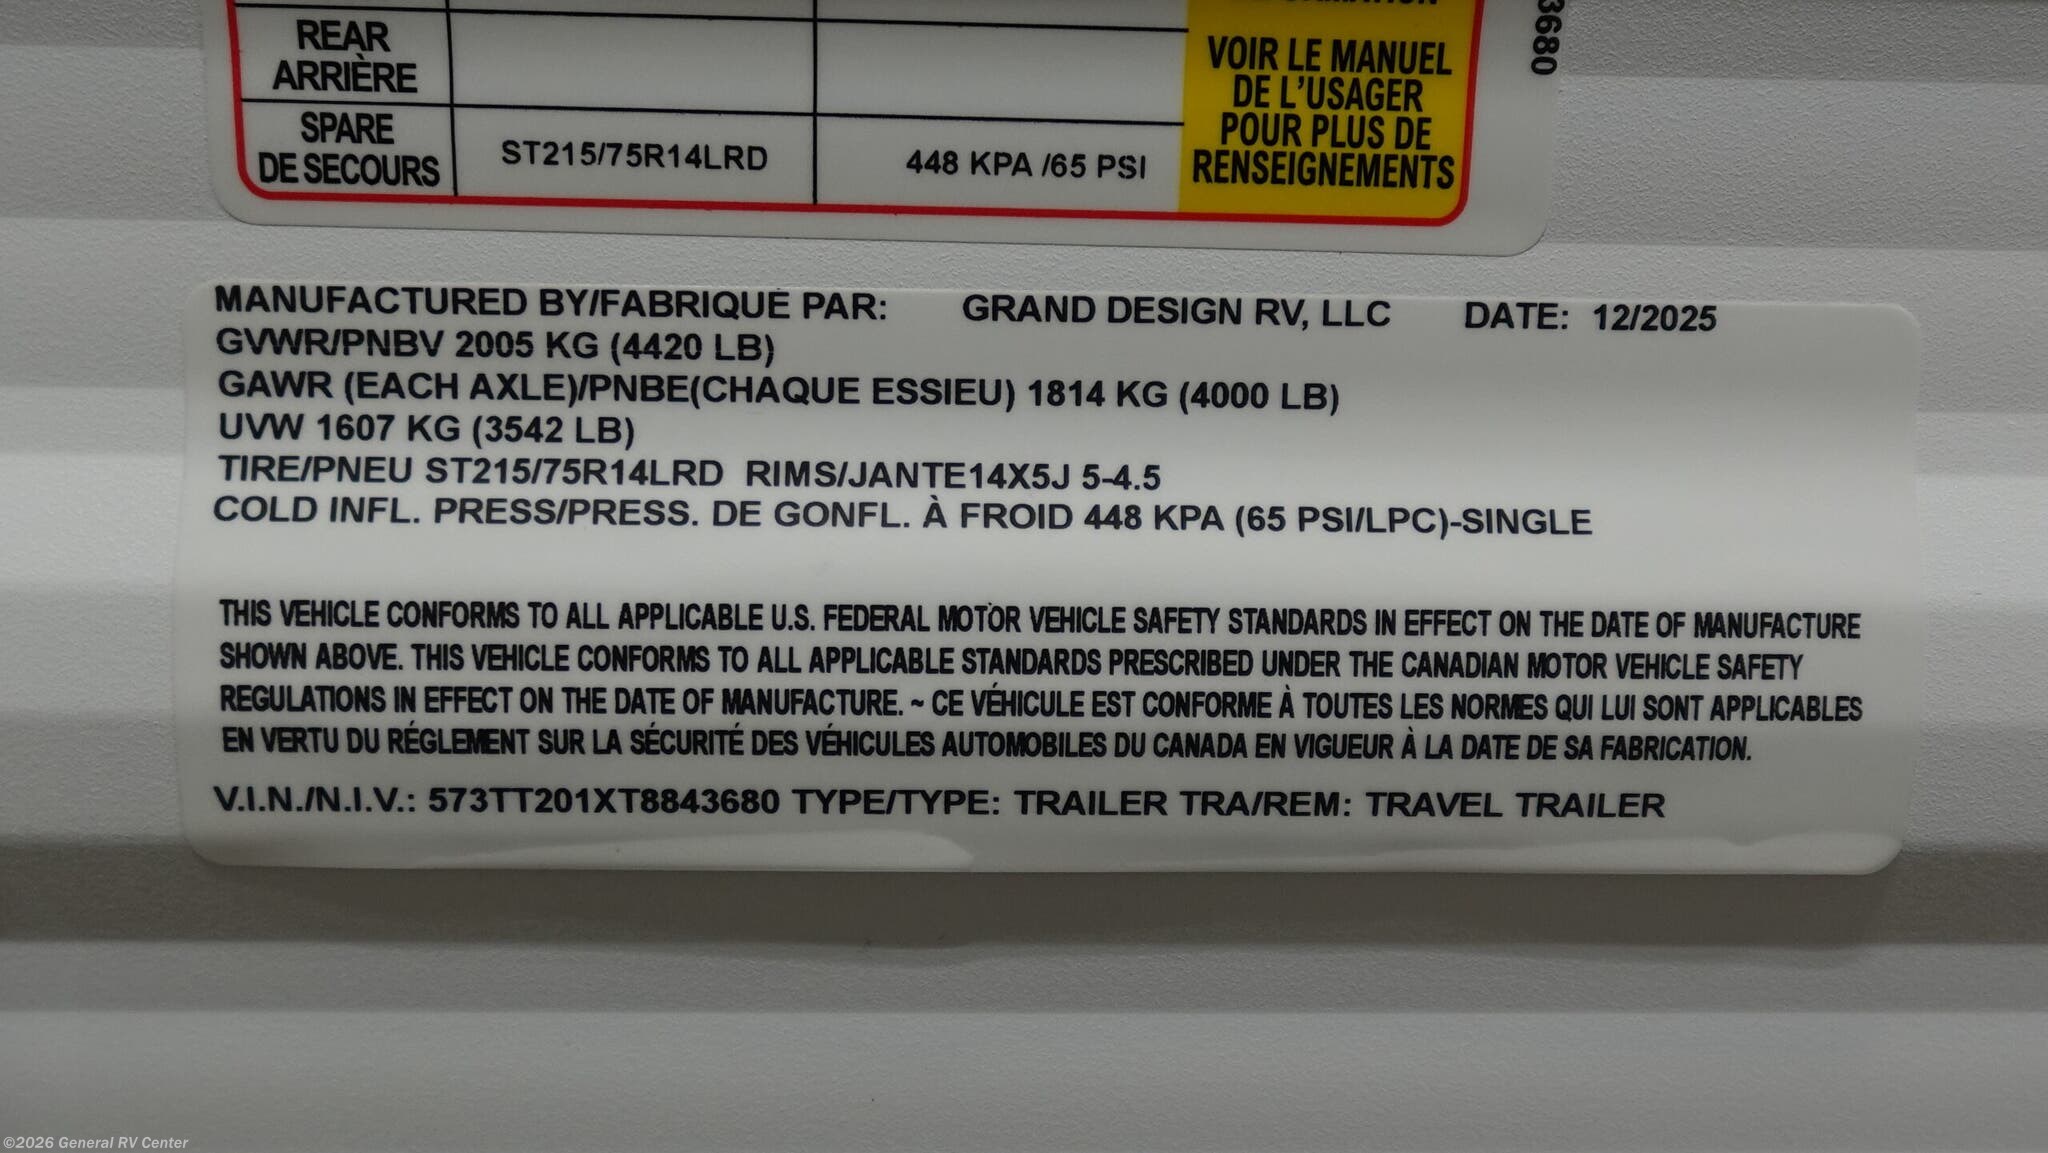 REAR
ARRIÈRE
SPARE
DE SECOURS
ST215/75R14LRD
448 KPA /65 PSI
VOIR LE MANUEL
DE L'USAGER
POUR PLUS DE
RENSEIGNEMENTS
3680
MANUFACTURED BY/FABRIQUÉ PAR: GRAND DESIGN RV, LLC DATE: 12/2025
GVWR/PNBV 2005 KG (4420 LB)
GAWR (EACH AXLE)/PNBE(CHAQUE ESSIEU) 1814 KG (4000 LB)
UVW 1607 KG (3542 LB)
TIRE/PNEU ST215/75R14LRD RIMS/JANTE14X5J 5-4.5
COLD INFL. PRESS/PRESS. DE GONFL. À FROID 448 KPA (65 PSI/LPC)-SINGLE
THIS VEHICLE CONFORMS TO ALL APPLICABLE U.S. FEDERAL MOTOR VEHICLE SAFETY STANDARDS IN EFFECT ON THE DATE OF MANUFACTURE
SHOWN ABOVE. THIS VEHICLE CONFORMS TO ALL APPLICABLE STANDARDS PRESCRIBED UNDER THE CANADIAN MOTOR VEHICLE SAFETY
REGULATIONS IN EFFECT ON THE DATE OF MANUFACTURE. ~ CE VÉHICULE EST CONFORME À TOUTES LES NORMES QUI LUI SONT APPLICABLES
EN VERTU DU RÉGLEMENT SUR LA SÉCURITÉ DES VÉHICULES AUTOMOBILES DU CANADA EN VIGUEUR À LA DATE DE SA FABRICATION.
V.I.N./N.I.V.: 573TT201XT8843680 TYPE/TYPE: TRAILER TRA/REM: TRAVEL TRAILER
©2026 General RV Center